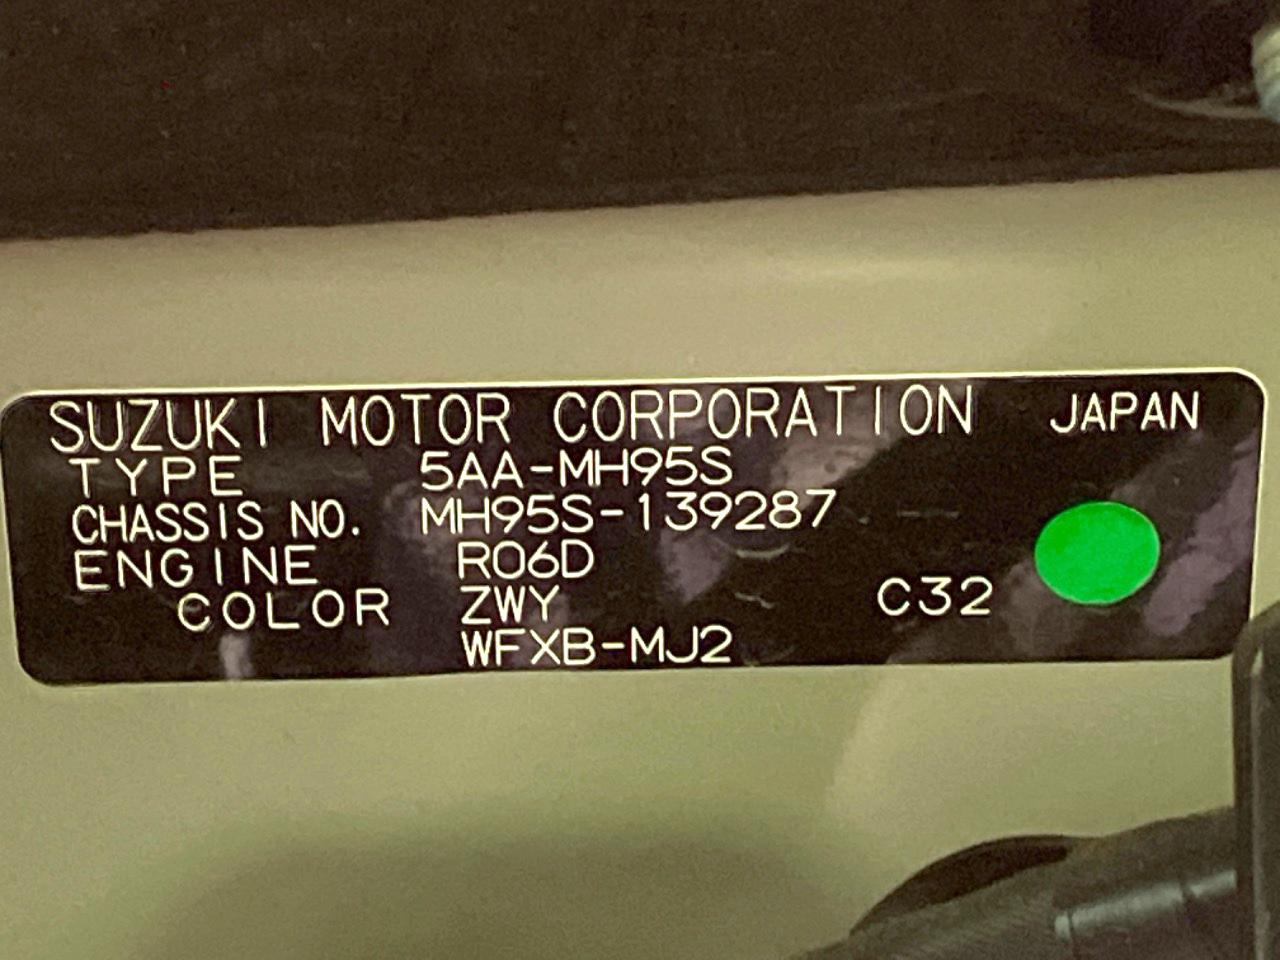 SUZUKI MOTOR CORPORATION JAPAN
TYPE 5AA-MH95S
CHASSIS NO. MH95S-139287
ENGINE R06D
COLOR ZWY C32
WFXB-MJ2